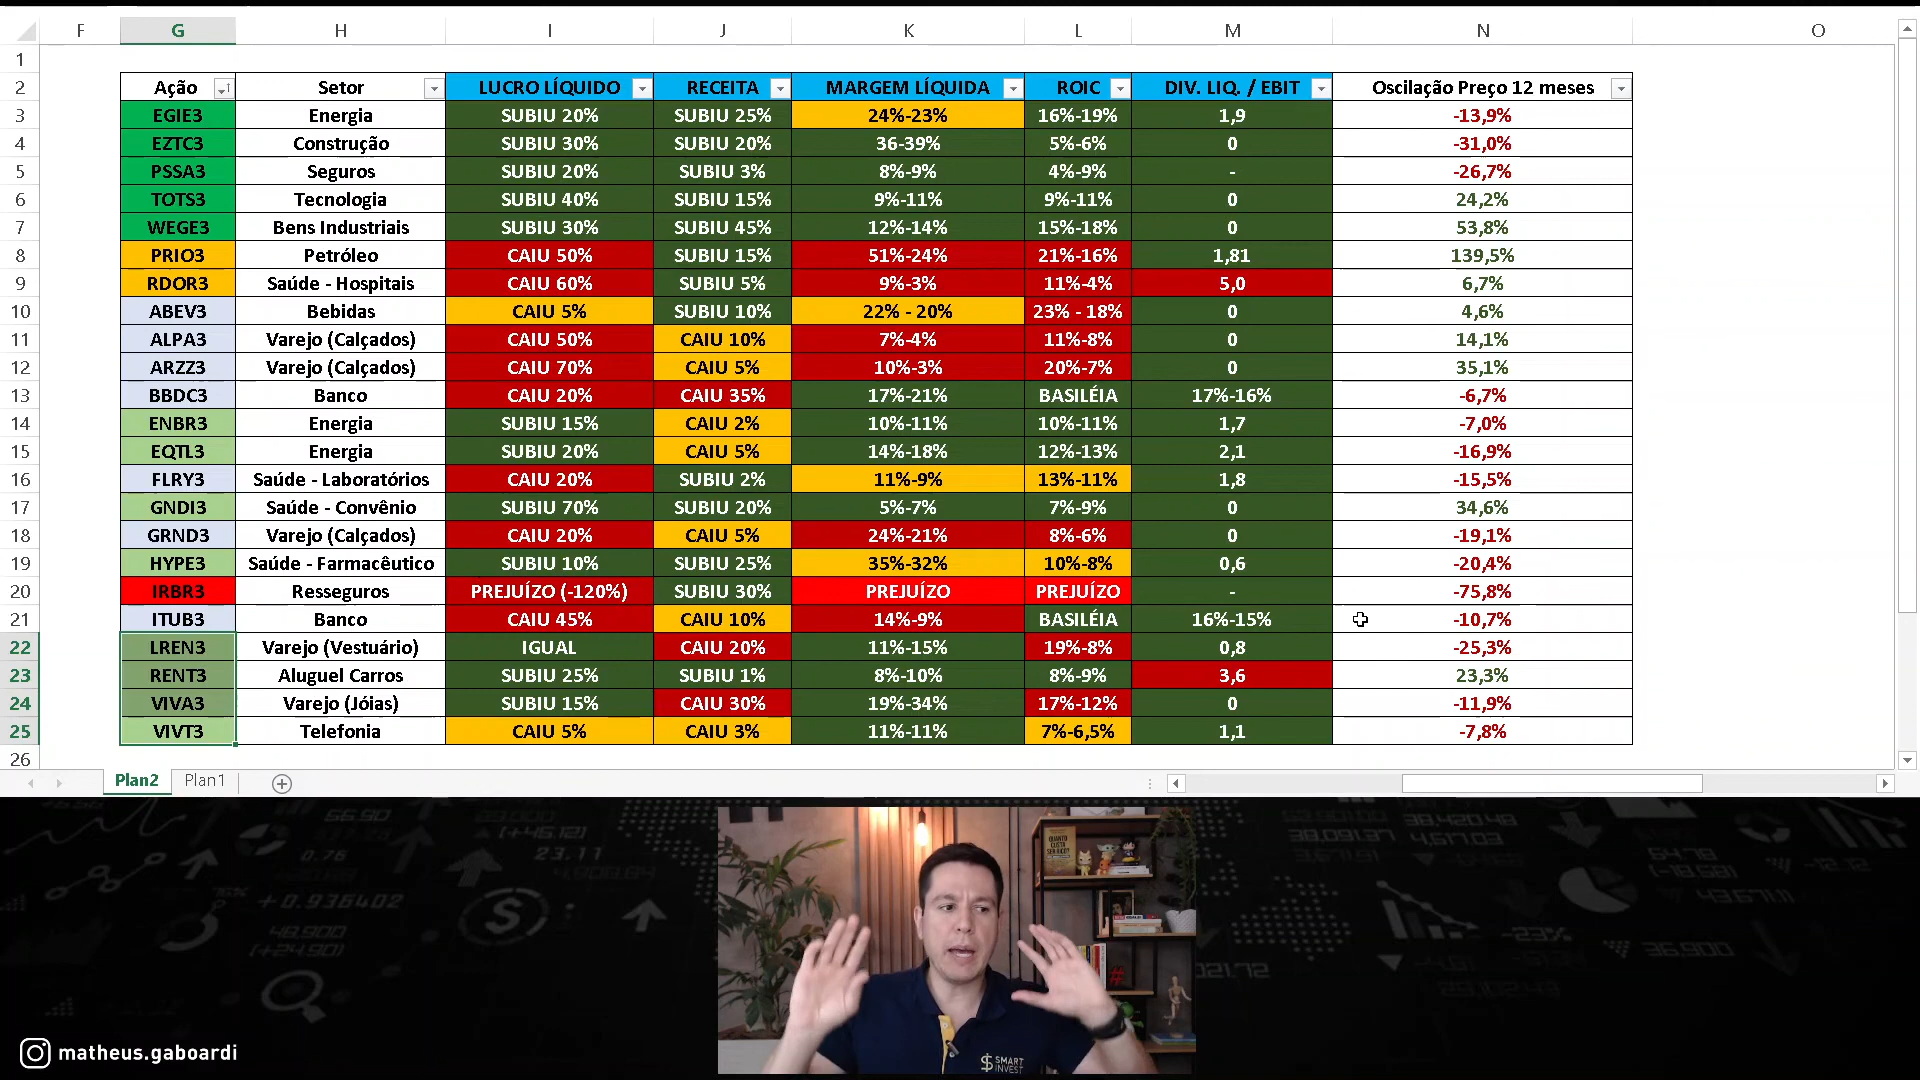 F G H I J K L M N O
1
2 Ação Setor LUCRO LÍQUIDO RECEITA MARGEM LÍQUIDA ROIC DIV. LIQ. / EBIT Oscilação Preço 12 meses
3 EGIE3 Energia SUBIU 20% SUBIU 25% 24%-23% 16%-19% 1,9 -13,9%
4 EZTC3 Construção SUBIU 30% SUBIU 20% 36-39% 5%-6% 0 -31,0%
5 PSSA3 Seguros SUBIU 20% SUBIU 3% 8%-9% 4%-9% - -26,7%
6 TOTS3 Tecnologia SUBIU 40% SUBIU 15% 9%-11% 9%-11% 0 24,2%
7 WEGE3 Bens Industriais SUBIU 30% SUBIU 45% 12%-14% 15%-18% 0 53,8%
8 PRIO3 Petróleo CAIU 50% SUBIU 15% 51%-24% 21%-16% 1,81 139,5%
9 RDOR3 Saúde - Hospitais CAIU 60% SUBIU 5% 9%-3% 11%-4% 5,0 6,7%
10 ABEV3 Bebidas CAIU 5% SUBIU 10% 22% - 20% 23% - 18% 0 4,6%
11 ALPA3 Varejo (Calçados) CAIU 50% CAIU 10% 7%-4% 11%-8% 0 14,1%
12 ARZZ3 Varejo (Calçados) CAIU 70% CAIU 5% 10%-3% 20%-7% 0 35,1%
13 BBDC3 Banco CAIU 20% CAIU 35% 17%-21% BASILÉIA 17%-16% -6,7%
14 ENBR3 Energia SUBIU 15% CAIU 2% 10%-11% 10%-11% 1,7 -7,0%
15 EQTL3 Energia SUBIU 20% CAIU 5% 14%-18% 12%-13% 2,1 -16,9%
16 FLRY3 Saúde - Laboratórios CAIU 20% SUBIU 2% 11%-9% 13%-11% 1,8 -15,5%
17 GNDI3 Saúde - Convênio SUBIU 70% SUBIU 20% 5%-7% 7%-9% 0 34,6%
18 GRND3 Varejo (Calçados) CAIU 20% CAIU 5% 24%-21% 8%-6% 0 -19,1%
19 HYPE3 Saúde - Farmacêutico SUBIU 10% SUBIU 25% 35%-32% 10%-8% 0,6 -20,4%
20 IRBR3 Resseguros PREJUÍZO (-120%) SUBIU 30% PREJUÍZO PREJUÍZO - -75,8%
21 ITUB3 Banco CAIU 45% CAIU 10% 14%-9% BASILÉIA 16%-15% -10,7%
22 LREN3 Varejo (Vestuário) IGUAL CAIU 20% 11%-15% 19%-8% 0,8 -25,3%
23 RENT3 Aluguel Carros SUBIU 25% SUBIU 1% 8%-10% 8%-9% 3,6 23,3%
24 VIVA3 Varejo (Jóias) SUBIU 15% CAIU 30% 19%-34% 17%-12% 0 -11,9%
25 VIVT3 Telefonia CAIU 5% CAIU 3% 11%-11% 7%-6,5% 1,1 -7,8%
26
Plan2 Plan1
QUANTO CUSTA SER RICO?
SMART INVEST
matheus.gaboardi
+0.936402
23.11
0.76
36,900